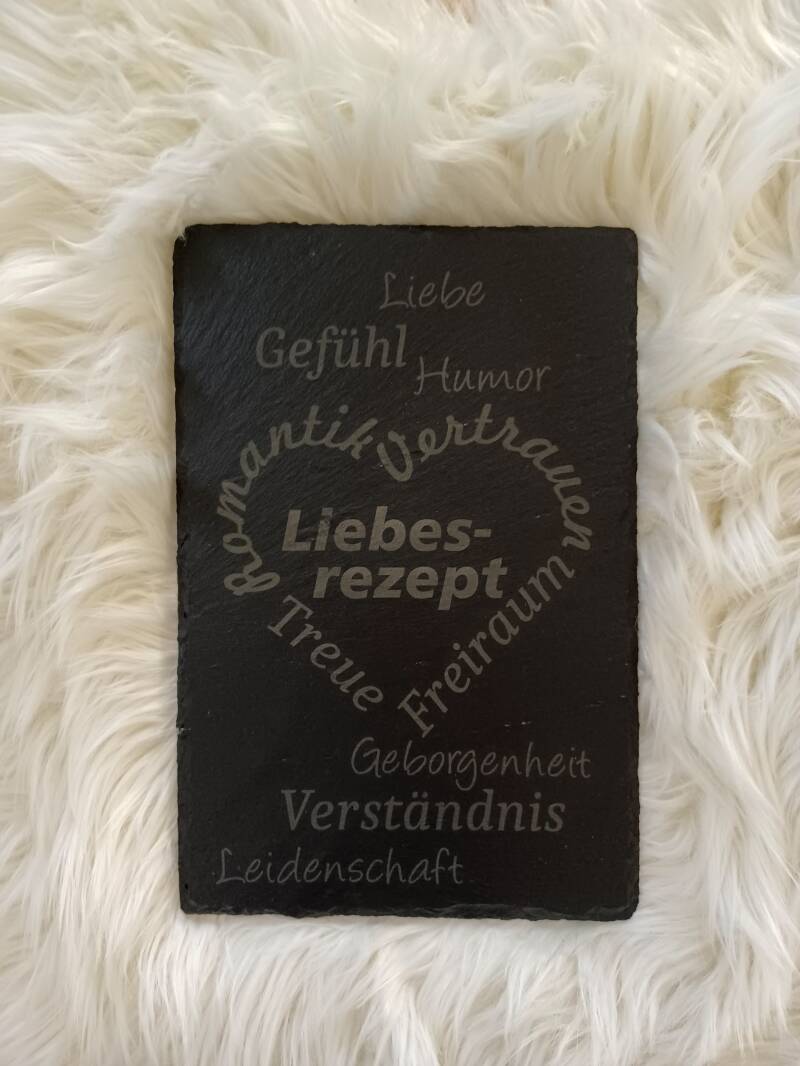 Liebe
Gefühl
Humor
Romantik
Vertrauen
Liebes-
rezept
Treue
Freiraum
Geborgenheit
Verständnis
Leidenschaft